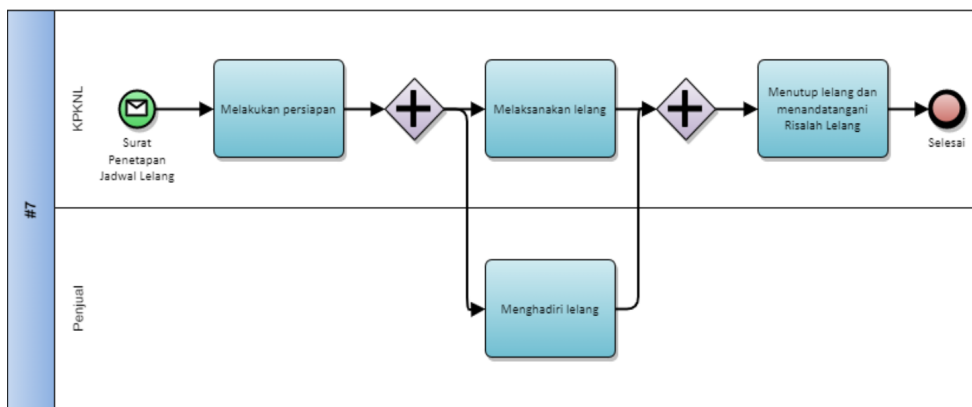 #7
KPKNL
Surat
Penetapan
Jadwal Lelang
Melakukan persiapan
Melaksanakan lelang
Menutup lelang dan
menandatangani
Risalah Lelang
Selesai
Penjual
Menghadiri lelang